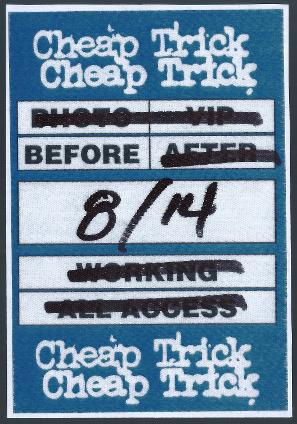 Cheap Trick
Cheap Trick
PHOTO VIP
BEFORE AFTER
8/14
WORKING
ALL ACCESS
Cheap Trick
Cheap Trick